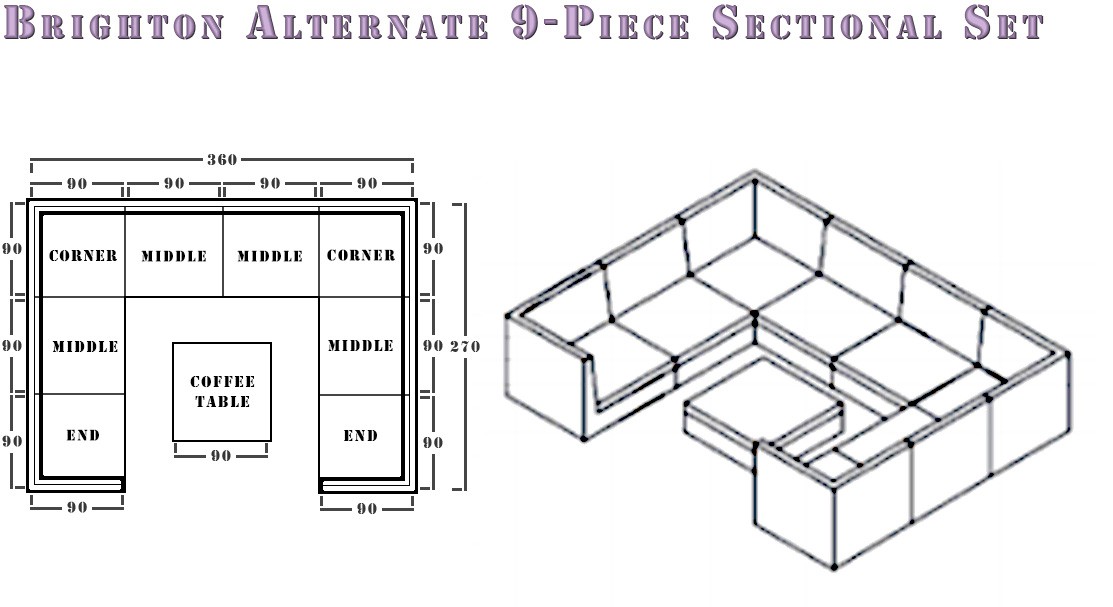 Brighton Alternate 9-Piece Sectional Set
360
90 90 90 90
90 CORNER MIDDLE MIDDLE CORNER 90
90 MIDDLE MIDDLE 90 270
COFFEE
TABLE
90 END END 90
90
90 90